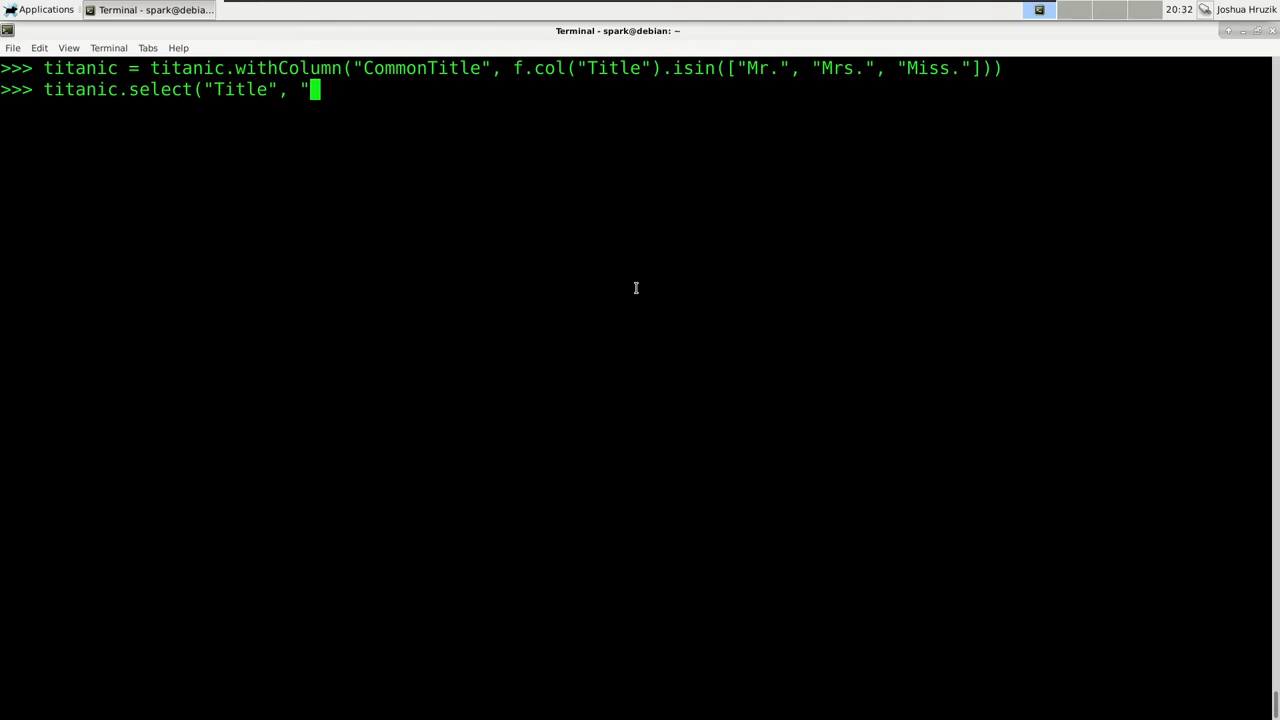 Applications
Terminal - spark@debia...
20:32
Joshua Hruzik
Terminal - spark@debian: ~
File Edit View Terminal Tabs Help
>>> titanic = titanic.withColumn("CommonTitle", f.col("Title").isin(["Mr.", "Mrs.", "Miss."]))
>>> titanic.select("Title", "